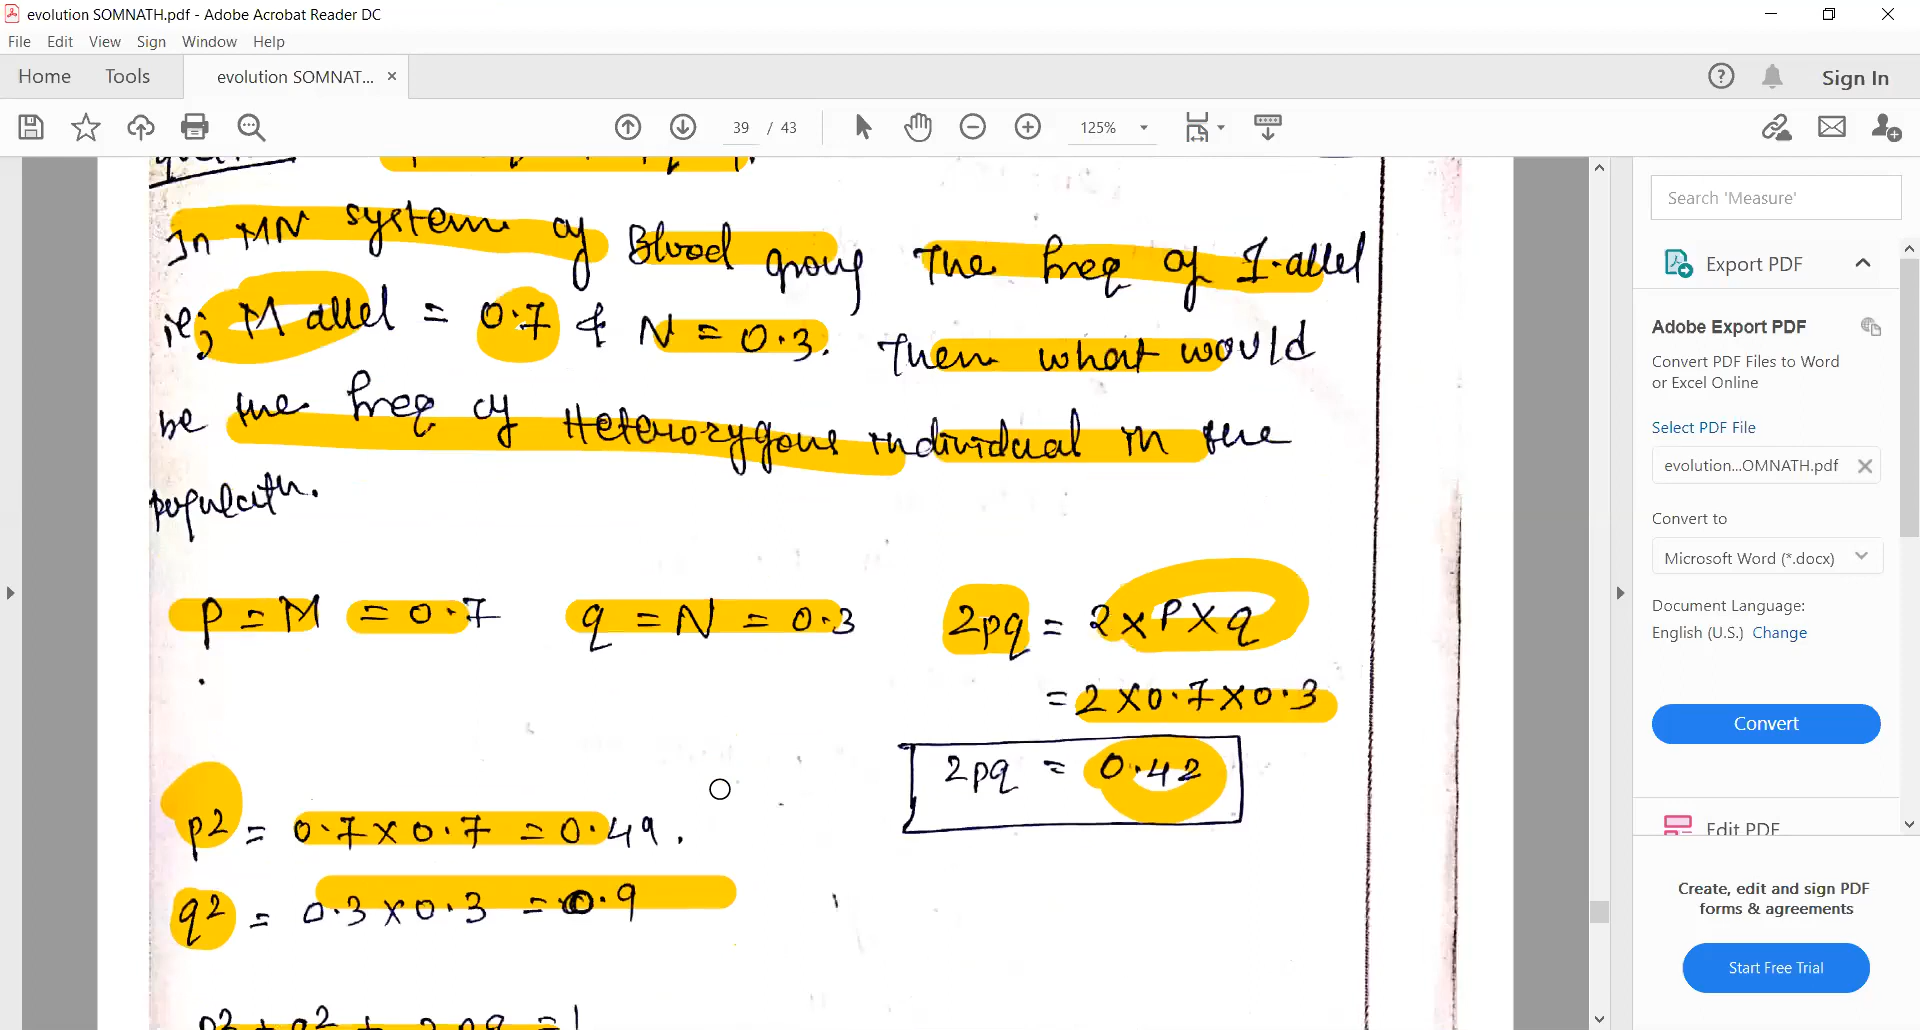 evolution SOMNATH.pdf - Adobe Acrobat Reader DC
File Edit View Sign Window Help
Home Tools evolution SOMNAT... × Sign In
39 / 43 125%
In MN system of Blood group The freq of I-allel
ie; M allel = 0.7 & N = 0.3. Then what would
be the freq of Heterozygous individual in the
populatn.
P = M = 0.7 q = N = 0.3 2pq = 2 x P x q
= 2 x 0.7 x 0.3
2pq = 0.42
p2 = 0.7 x 0.7 = 0.49.
q2 = 0.3 x 0.3 = 0.9
p2 + q2 + 2pq = 1
Search 'Measure'
Export PDF
Adobe Export PDF
Convert PDF Files to Word
or Excel Online
Select PDF File
evolution...OMNATH.pdf
Convert to
Microsoft Word (*.docx)
Document Language:
English (U.S.) Change
Convert
Edit PDF
Create, edit and sign PDF
forms & agreements
Start Free Trial